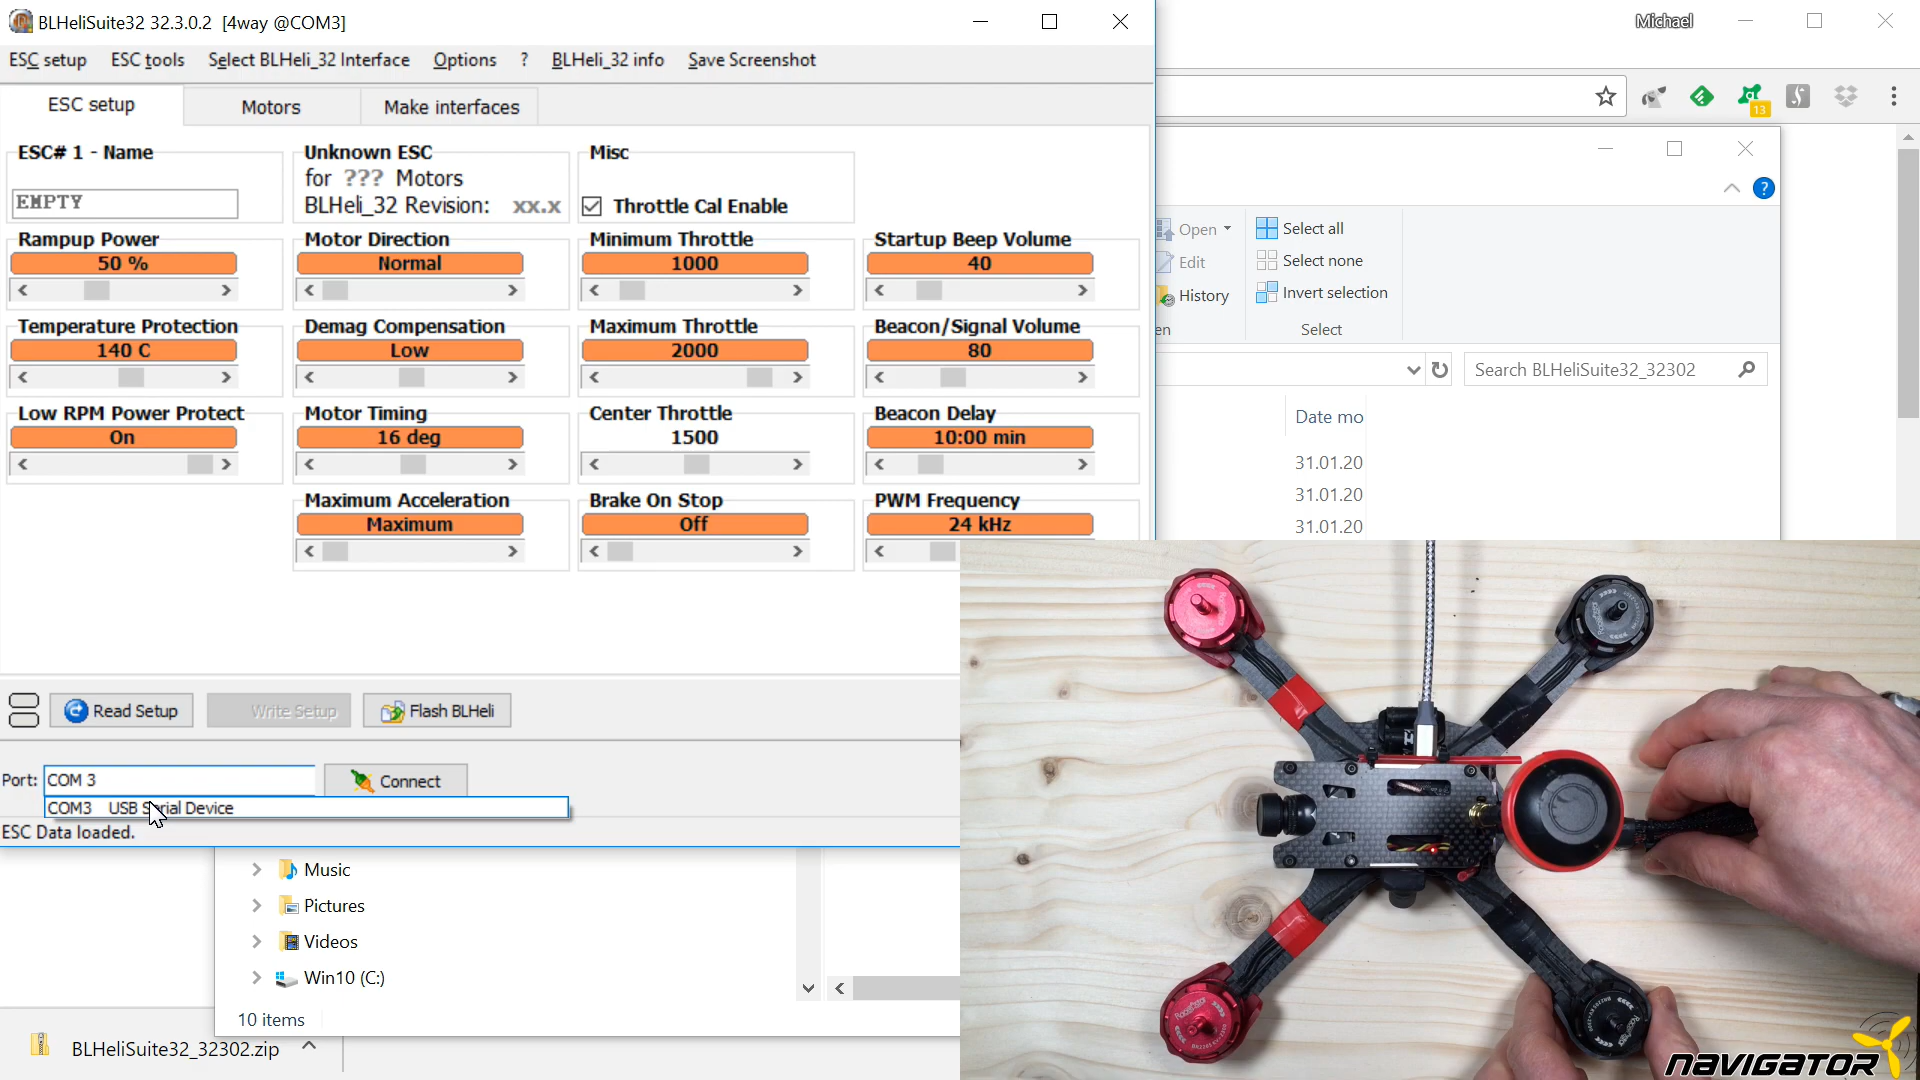 BLHeliSuite32 32.3.0.2 [4way @COM3]
Michael
ESC setup ESC tools Select BLHeli_32 Interface Options ? BLHeli_32 info Save Screenshot
ESC setup Motors Make interfaces
13
ESC# 1 - Name
EMPTY
Unknown ESC
for ??? Motors
BLHeli_32 Revision: xx.x
Misc
Throttle Cal Enable
Rampup Power
50 %
Motor Direction
Normal
Minimum Throttle
1000
Startup Beep Volume
40
Temperature Protection
140 C
Demag Compensation
Low
Maximum Throttle
2000
Beacon/Signal Volume
80
Low RPM Power Protect
On
Motor Timing
16 deg
Center Throttle
1500
Beacon Delay
10:00 min
Maximum Acceleration
Maximum
Brake On Stop
Off
PWM Frequency
24 kHz
Open
Edit
History
en
Select all
Select none
Invert selection
Select
Search BLHeliSuite32_32302
Date mo
31.01.20
31.01.20
31.01.20
Read Setup Write Setup Flash BLHeli
Port: COM 3 Connect
COM3 USB Serial Device
ESC Data loaded.
Music
Pictures
Videos
Win10 (C:)
10 items
BLHeliSuite32_32302.zip
NAVIGATOR